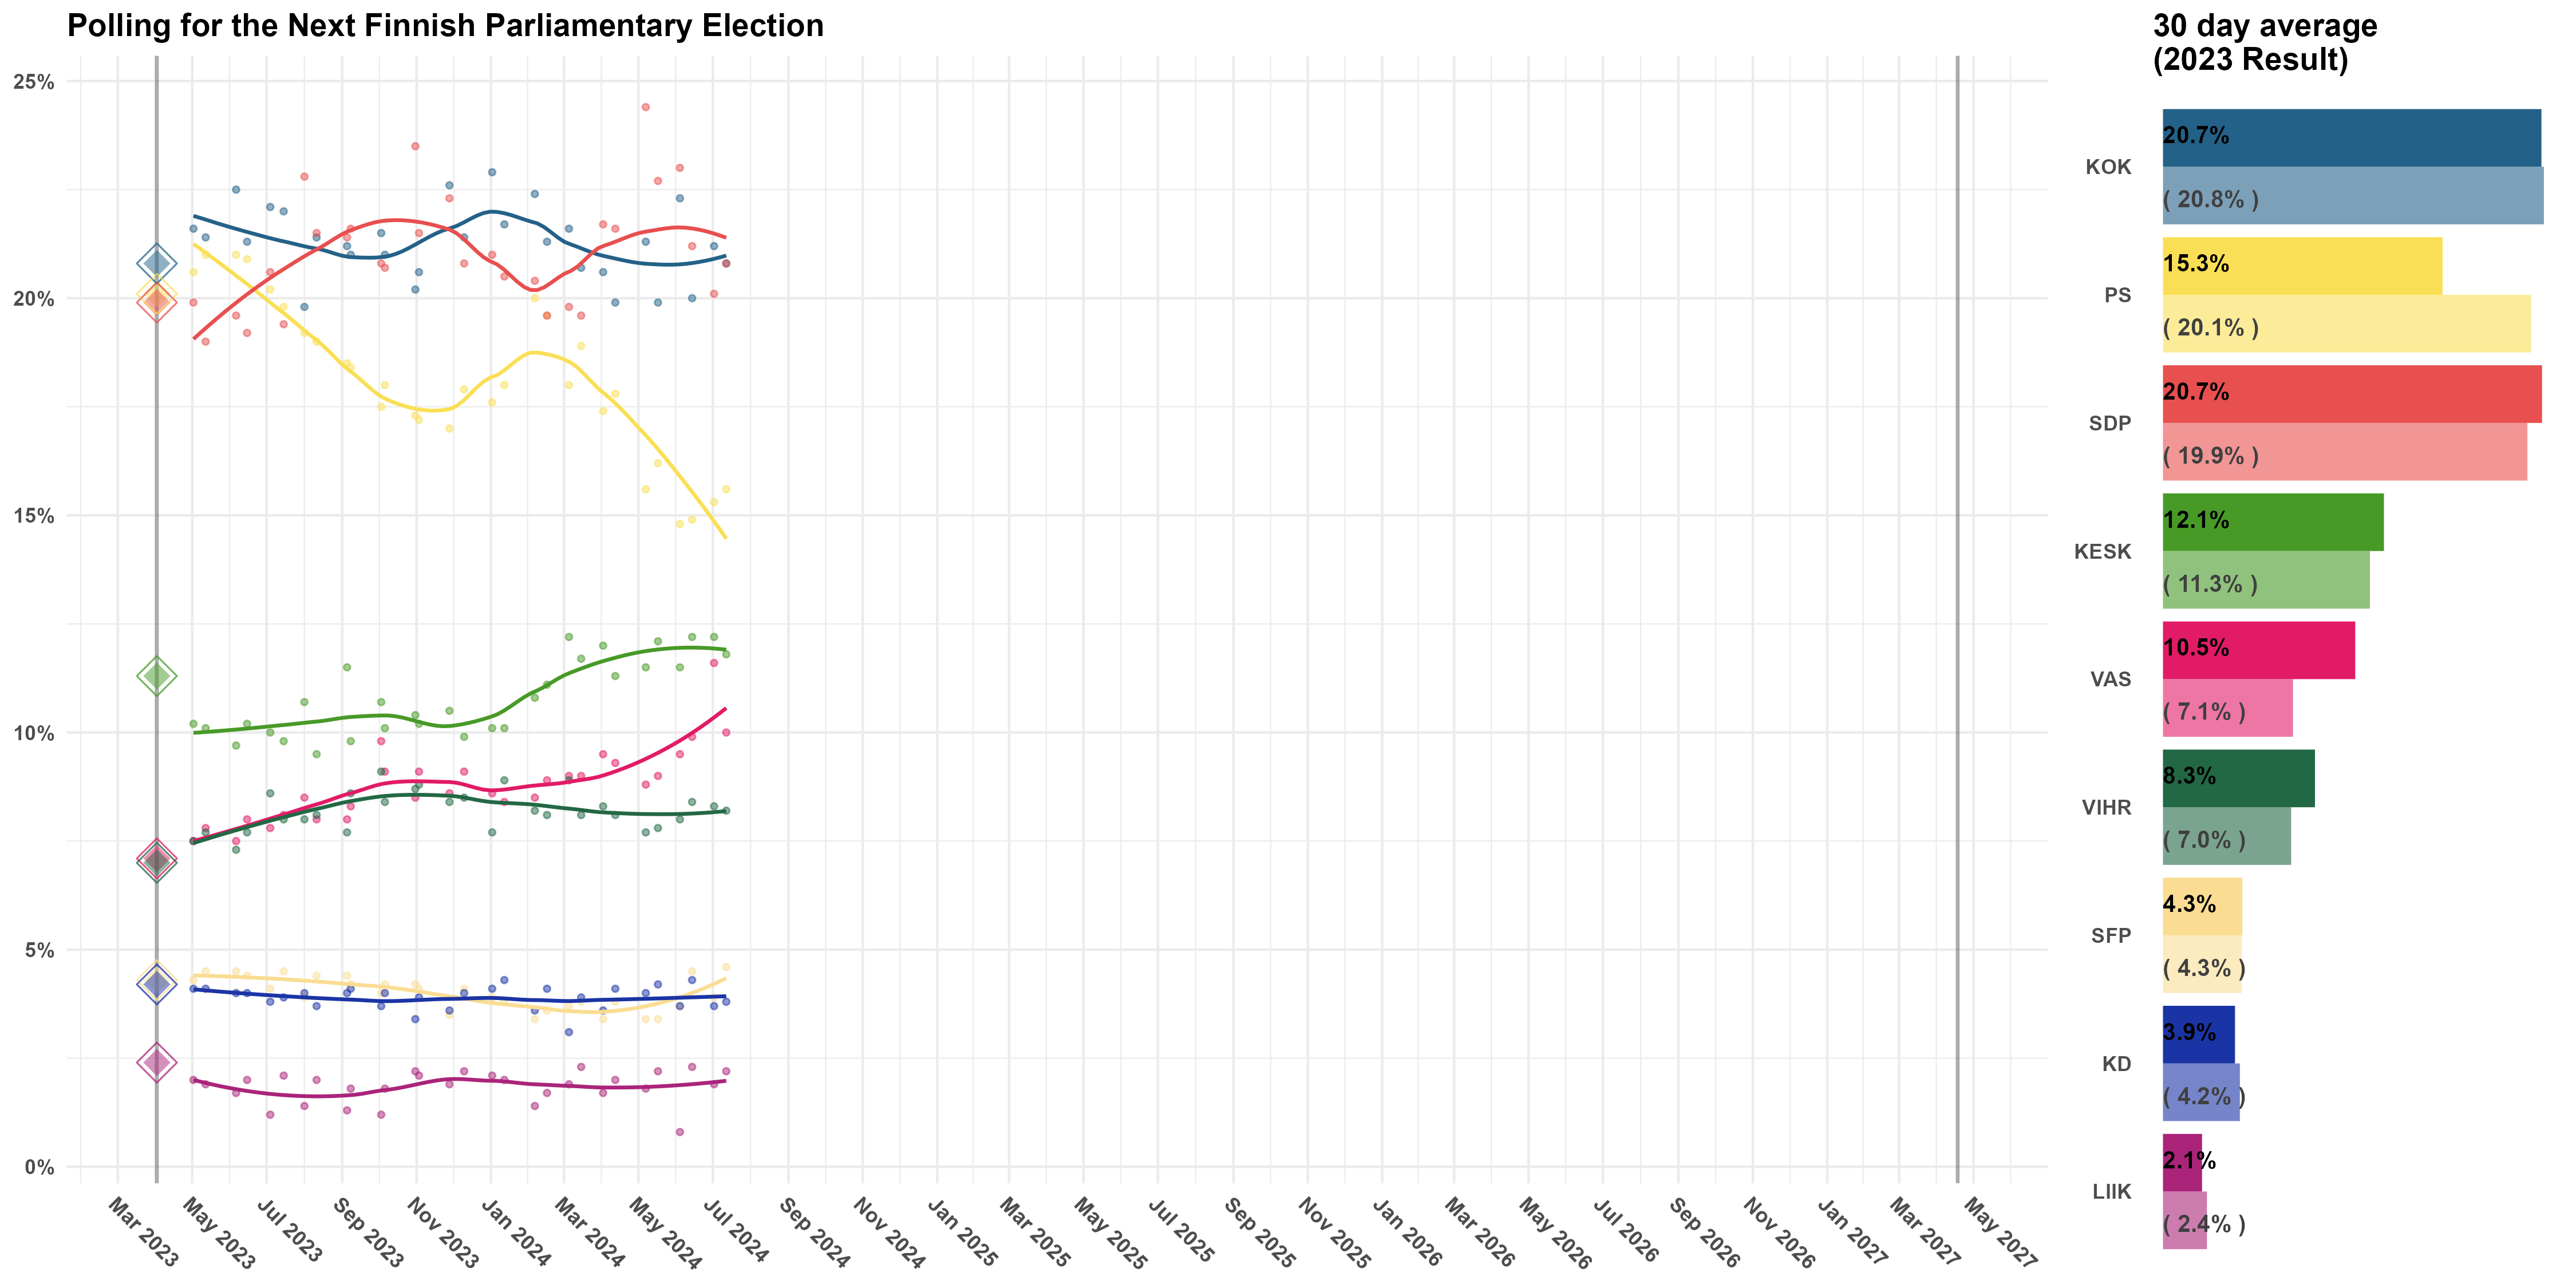 Polling for the Next Finnish Parliamentary Election
25%
20%
15%
10%
5%
0%
Mar 2023
May 2023
Jul 2023
Sep 2023
Nov 2023
Jan 2024
Mar 2024
May 2024
Jul 2024
Sep 2024
Nov 2024
Jan 2025
Mar 2025
May 2025
Jul 2025
Sep 2025
Nov 2025
Jan 2026
Mar 2026
May 2026
Jul 2026
Sep 2026
Nov 2026
Jan 2027
Mar 2027
May 2027
30 day average
(2023 Result)
KOK
20.7%
( 20.8% )
PS
15.3%
( 20.1% )
SDP
20.7%
( 19.9% )
KESK
12.1%
( 11.3% )
VAS
10.5%
( 7.1% )
VIHR
8.3%
( 7.0% )
SFP
4.3%
( 4.3% )
KD
3.9%
( 4.2% )
LIIK
2.1%
( 2.4% )